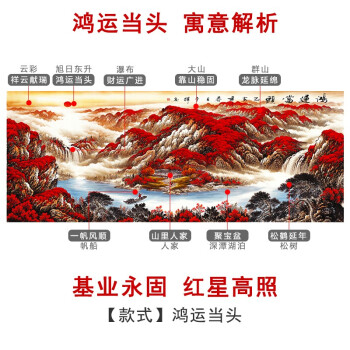 鸿运当头 寓意解析
云彩 旭日东升 瀑布 大山 群山
祥云献瑞 鸿运当头 财运广进 靠山稳固 龙脉延绵
鸿運當頭
一帆风顺 山里人家 聚宝盆 松鹤延年
帆船 人家 深潭湖泊 松树
基业永固 红星高照
【款式】鸿运当头